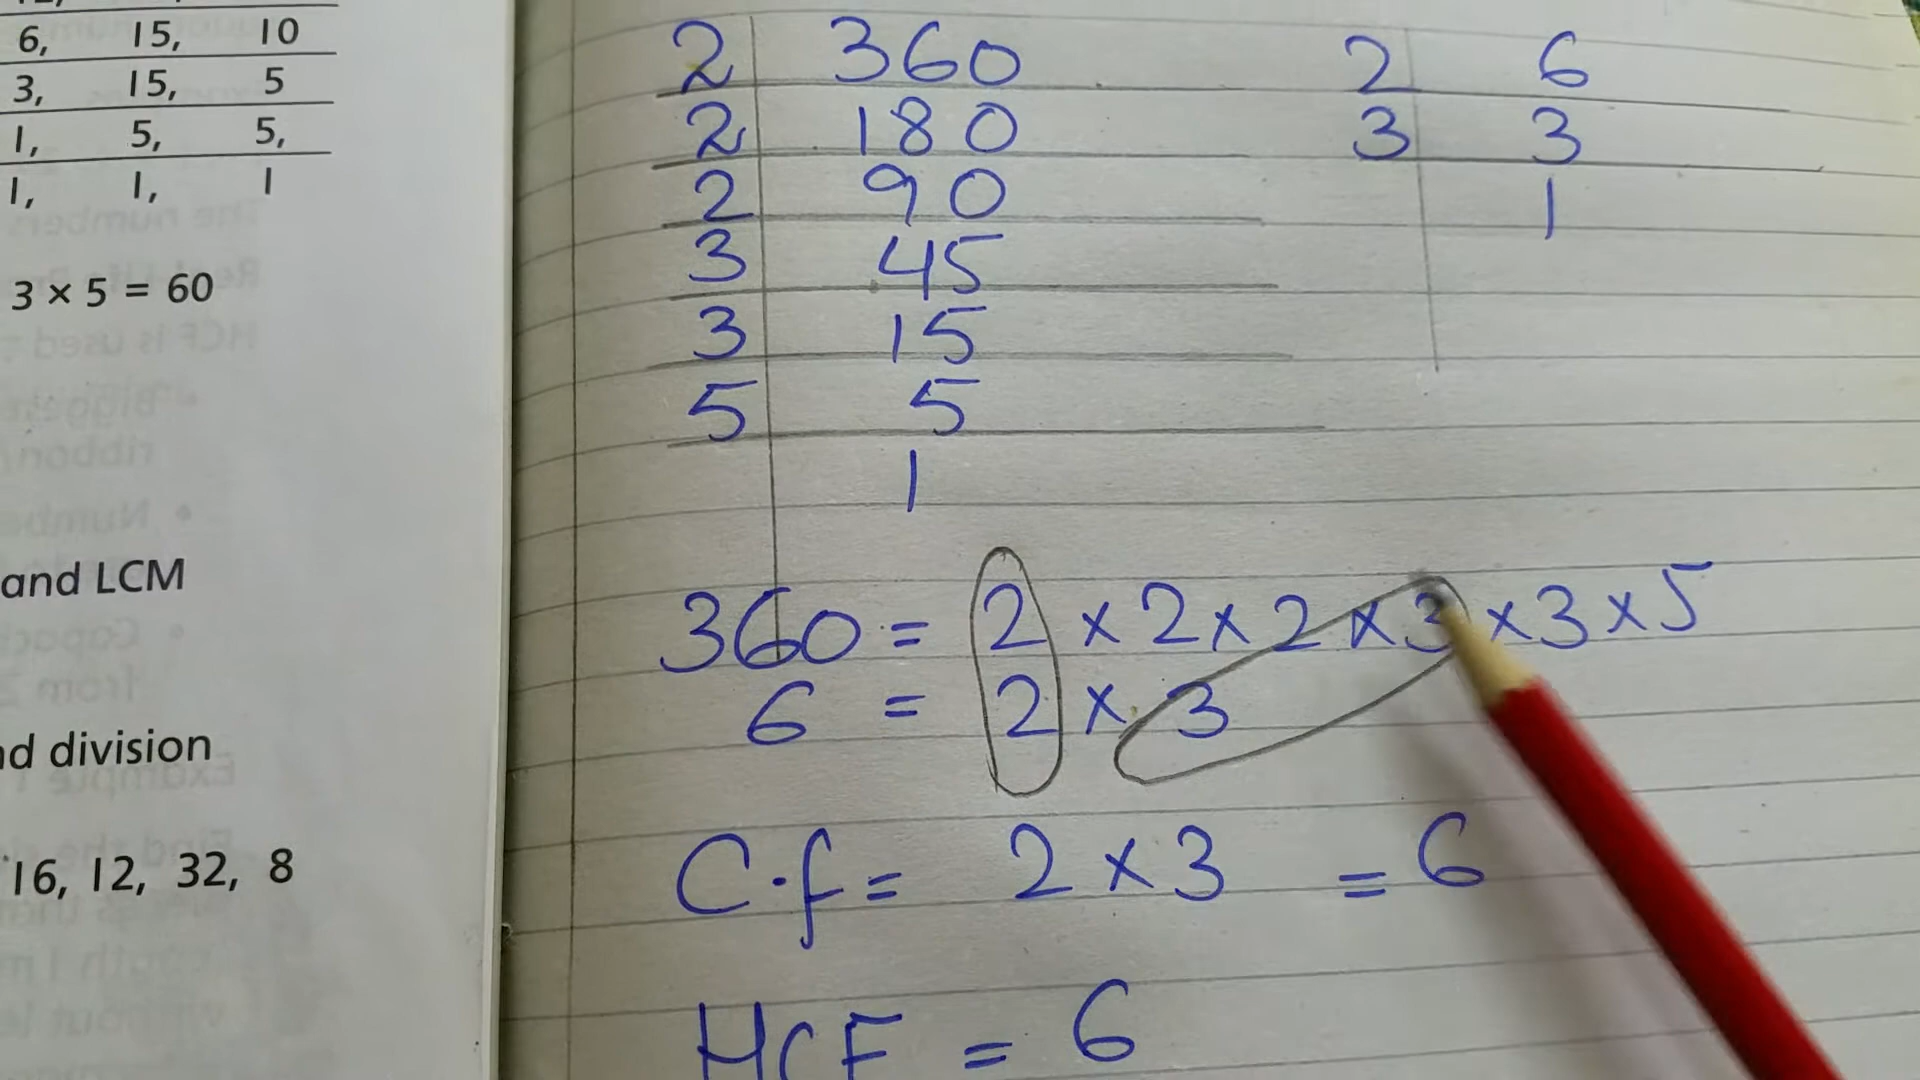 6, 15, 10
3, 15, 5
1, 5, 5,
1, 1, 1
3 × 5 = 60
and LCM
d division
16, 12, 32, 8
2 360
2 180
2 90
3 45
3 15
5 5
1
2 6
3 3
1
360 = 2 × 2 × 2 × 3 × 3 × 5
6 = 2 × 3
C.f = 2 × 3 = 6
HCF = 6